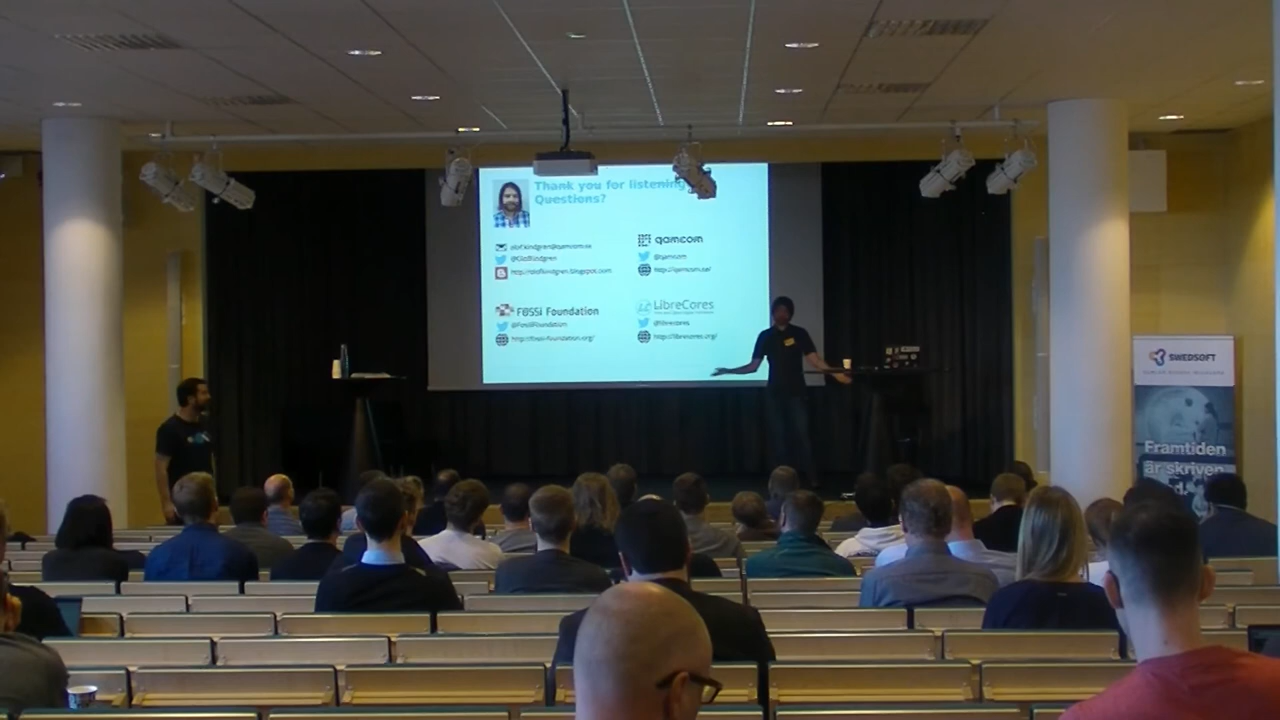 Thank you for listening
Questions?
olof.kindgren@qamcom.se
@OlofKindgren
http://olofkindgren.blogspot.com
qamcom
@qamcom
http://qamcom.se/
FOSSi Foundation
@FossiFoundation
http://fossi-foundation.org/
LibreCores
@librecores
http://librecores.org/
SWEDSOFT
Framtiden
är skriven